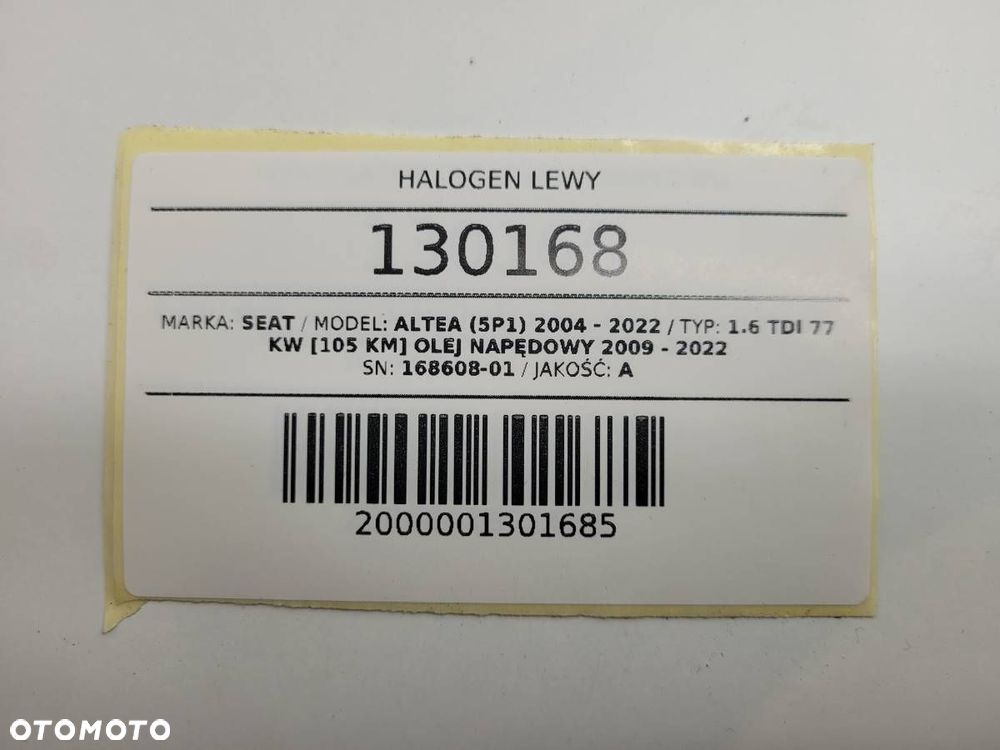 HALOGEN LEWY
130168
MARKA: SEAT / MODEL: ALTEA (5P1) 2004 - 2022 / TYP: 1.6 TDI 77
KW [105 KM] OLEJ NAPĘDOWY 2009 - 2022
SN: 168608-01 / JAKOŚĆ: A
2000001301685
OTOMOTO